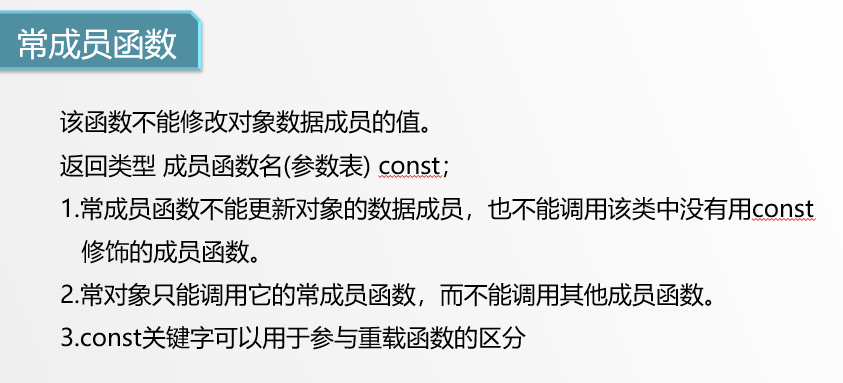 常成员函数
该函数不能修改对象数据成员的值。
返回类型 成员函数名(参数表) const；
1.常成员函数不能更新对象的数据成员，也不能调用该类中没有用const
修饰的成员函数。
2.常对象只能调用它的常成员函数，而不能调用其他成员函数。
3.const关键字可以用于参与重载函数的区分